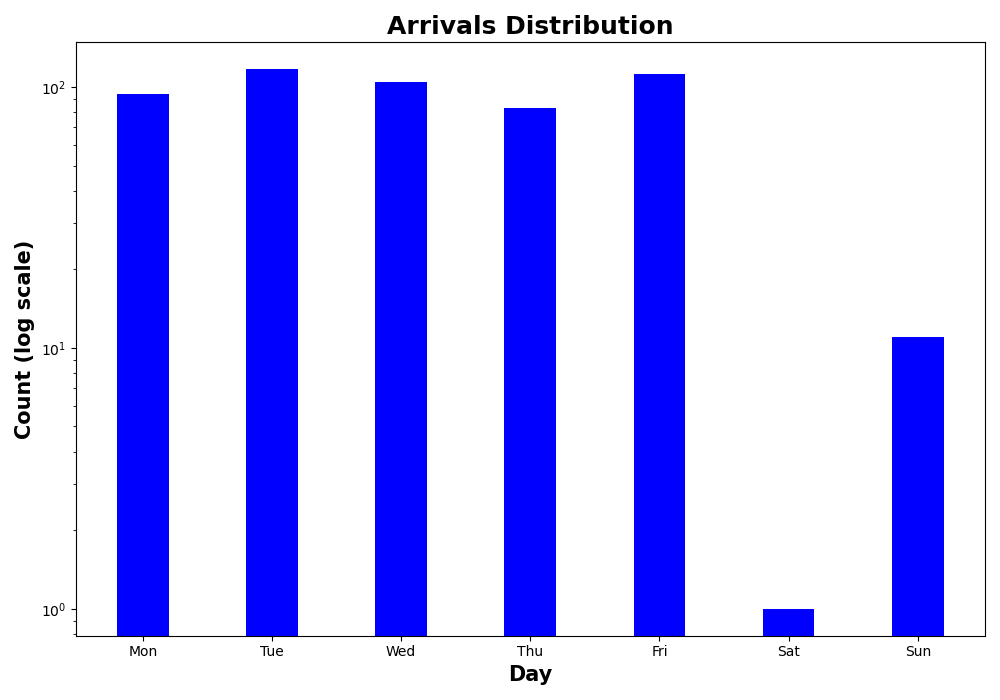 Arrivals Distribution
Count (log scale)
10²
10¹
10⁰
Mon Tue Wed Thu Fri Sat Sun
Day